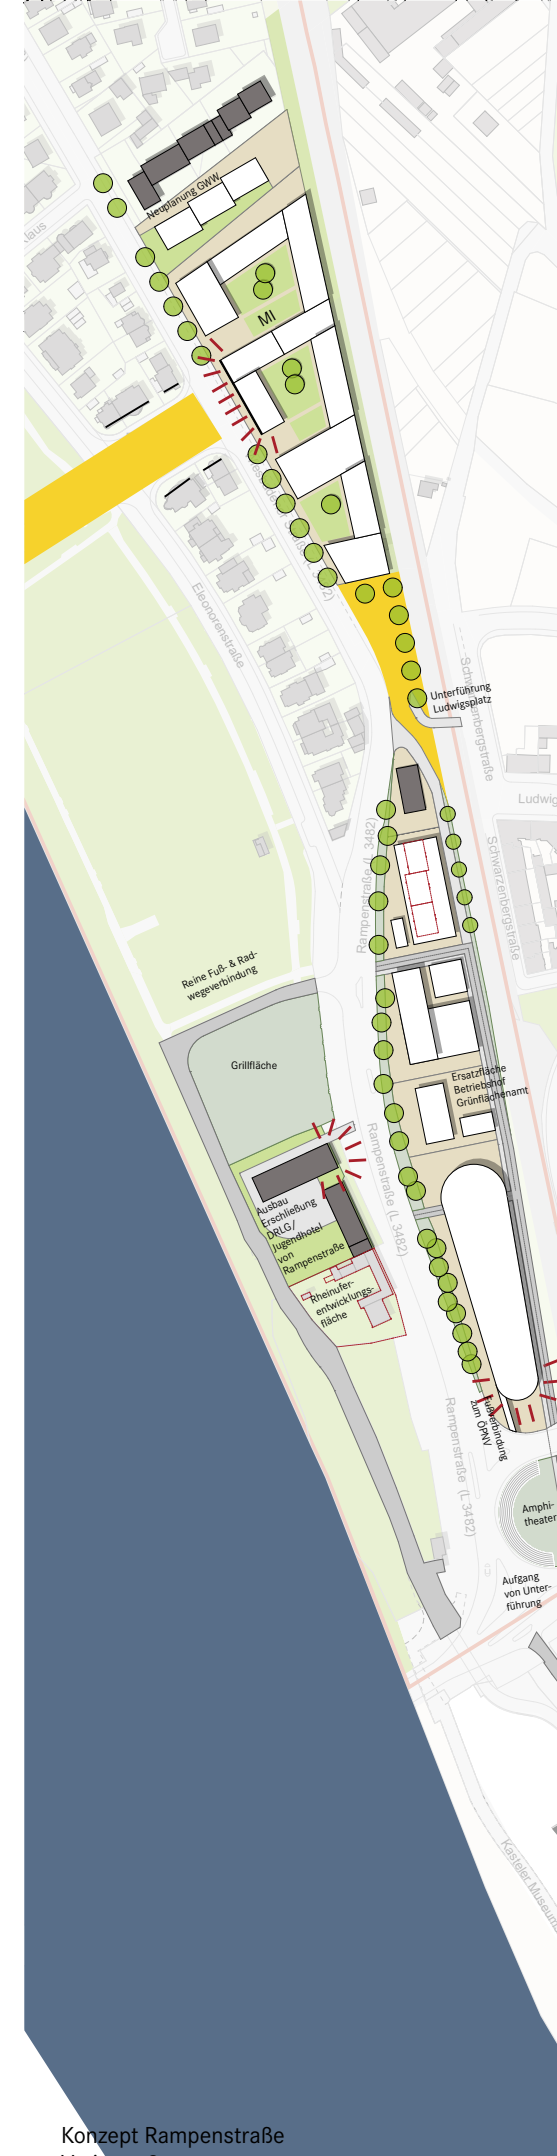 Neuplanung GWW
MI
Eleonorenstraße
Unterführung
Ludwigsplatz
Schwarzenbergstraße
Ludwig
Schwarzenbergstraße
Rampenstraße (L 3482)
Reine Fuß- & Rad-
wegeverbindung
Grillfläche
Ersatzfläche
Betriebshof
Grünflächenamt
Rampenstraße (L 3482)
Ausbau
Erschließung
DRLG/
Jugendhotel
von
Rampenstraße
Rheinufer-
entwicklungs-
fläche
Fußverbindung
zum ÖPNV
Rampenstraße (L 3482)
Amphi-
theater
Aufgang
von Unter-
führung
Kasteler Museum
Konzept Rampenstraße